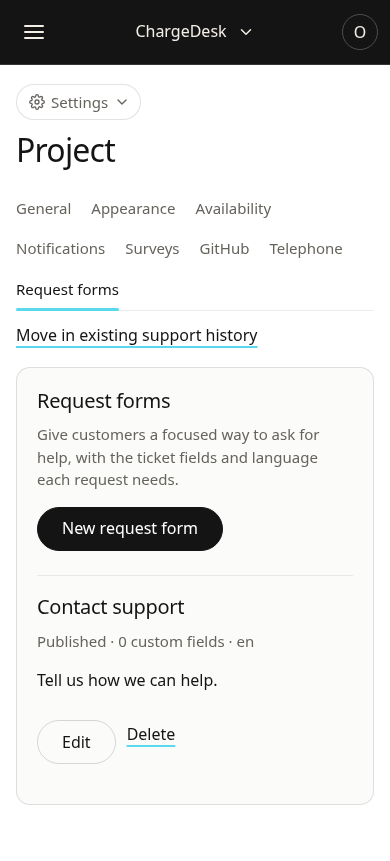 ChargeDesk
O
Settings
Project
General Appearance Availability
Notifications Surveys GitHub Telephone
Request forms
Move in existing support history
Request forms
Give customers a focused way to ask for
help, with the ticket fields and language
each request needs.
New request form
Contact support
Published · 0 custom fields · en
Tell us how we can help.
Edit Delete